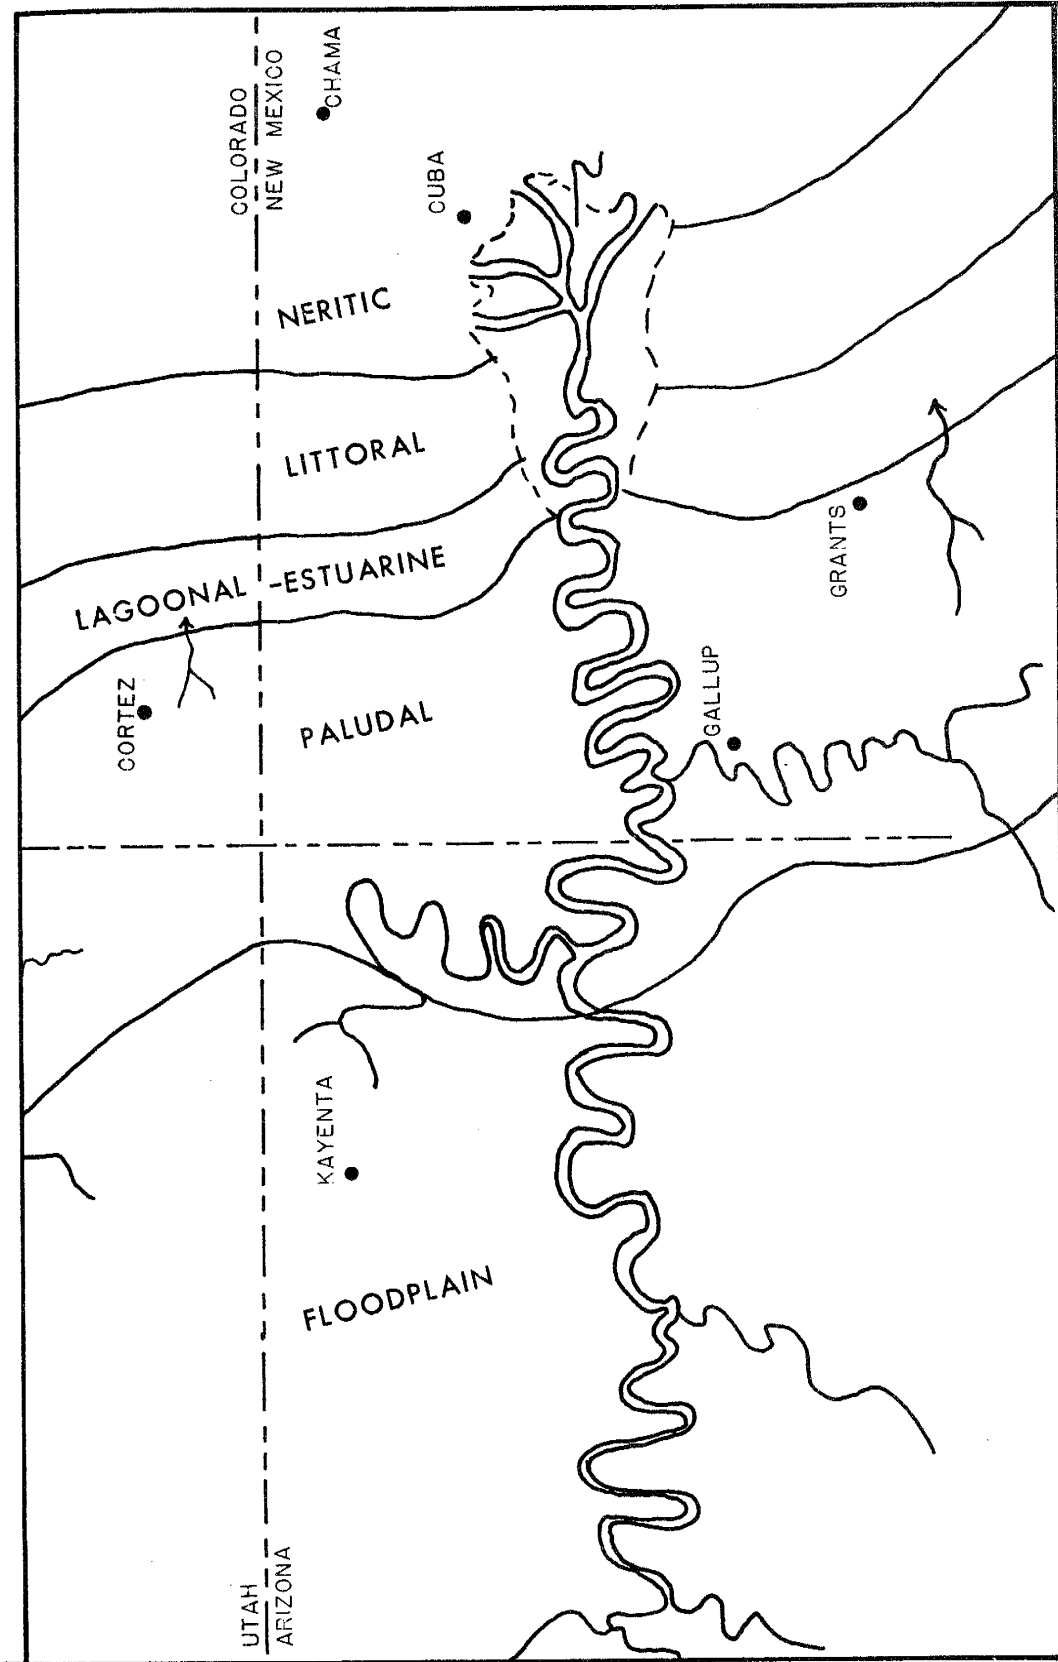 COLORADO
NEW MEXICO
CHAMA
CUBA
NERITIC
LITTORAL
LAGOONAL-ESTUARINE
CORTEZ
PALUDAL
GRANTS
GALLUP
KAYENTA
FLOODPLAIN
UTAH
ARIZONA